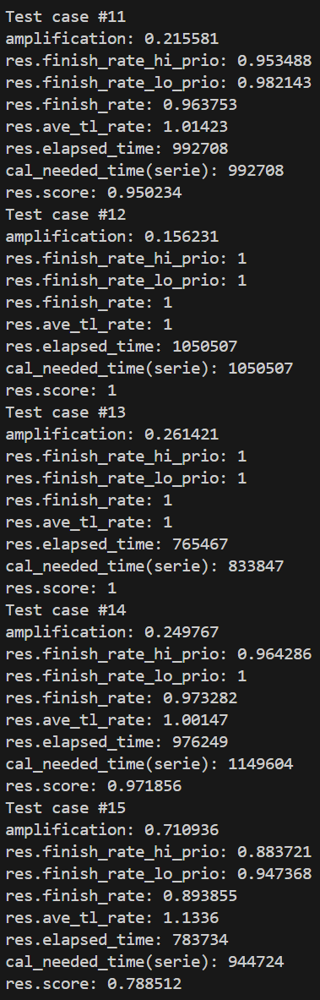 Test case #11
amplification: 0.215581
res.finish_rate_hi_prio: 0.953488
res.finish_rate_lo_prio: 0.982143
res.finish_rate: 0.963753
res.ave_tl_rate: 1.01423
res.elapsed_time: 992708
cal_needed_time(serie): 992708
res.score: 0.950234
Test case #12
amplification: 0.156231
res.finish_rate_hi_prio: 1
res.finish_rate_lo_prio: 1
res.finish_rate: 1
res.ave_tl_rate: 1
res.elapsed_time: 1050507
cal_needed_time(serie): 1050507
res.score: 1
Test case #13
amplification: 0.261421
res.finish_rate_hi_prio: 1
res.finish_rate_lo_prio: 1
res.finish_rate: 1
res.ave_tl_rate: 1
res.elapsed_time: 765467
cal_needed_time(serie): 833847
res.score: 1
Test case #14
amplification: 0.249767
res.finish_rate_hi_prio: 0.964286
res.finish_rate_lo_prio: 1
res.finish_rate: 0.973282
res.ave_tl_rate: 1.00147
res.elapsed_time: 976249
cal_needed_time(serie): 1149604
res.score: 0.971856
Test case #15
amplification: 0.710936
res.finish_rate_hi_prio: 0.883721
res.finish_rate_lo_prio: 0.947368
res.finish_rate: 0.893855
res.ave_tl_rate: 1.1336
res.elapsed_time: 783734
cal_needed_time(serie): 944724
res.score: 0.788512